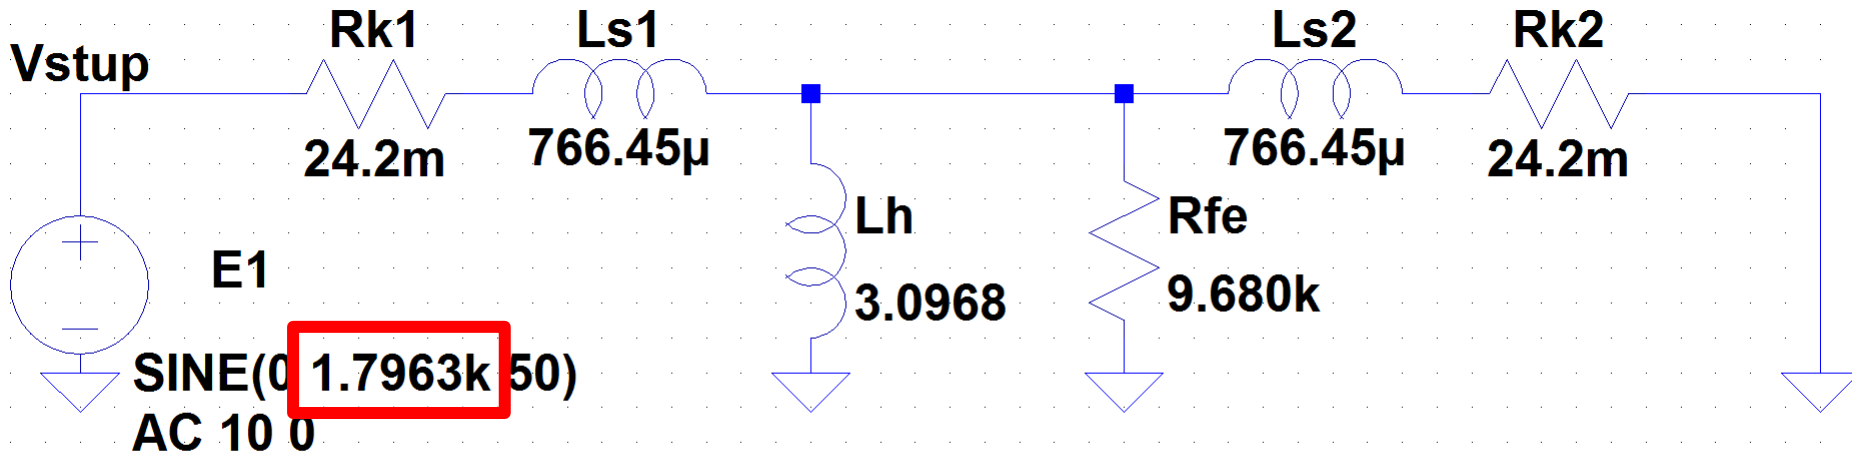 Vstup
Rk1
24.2m
Ls1
766.45µ
Ls2
766.45µ
Rk2
24.2m
Lh
3.0968
Rfe
9.680k
E1
SINE(0 1.7963k 50)
AC 10 0